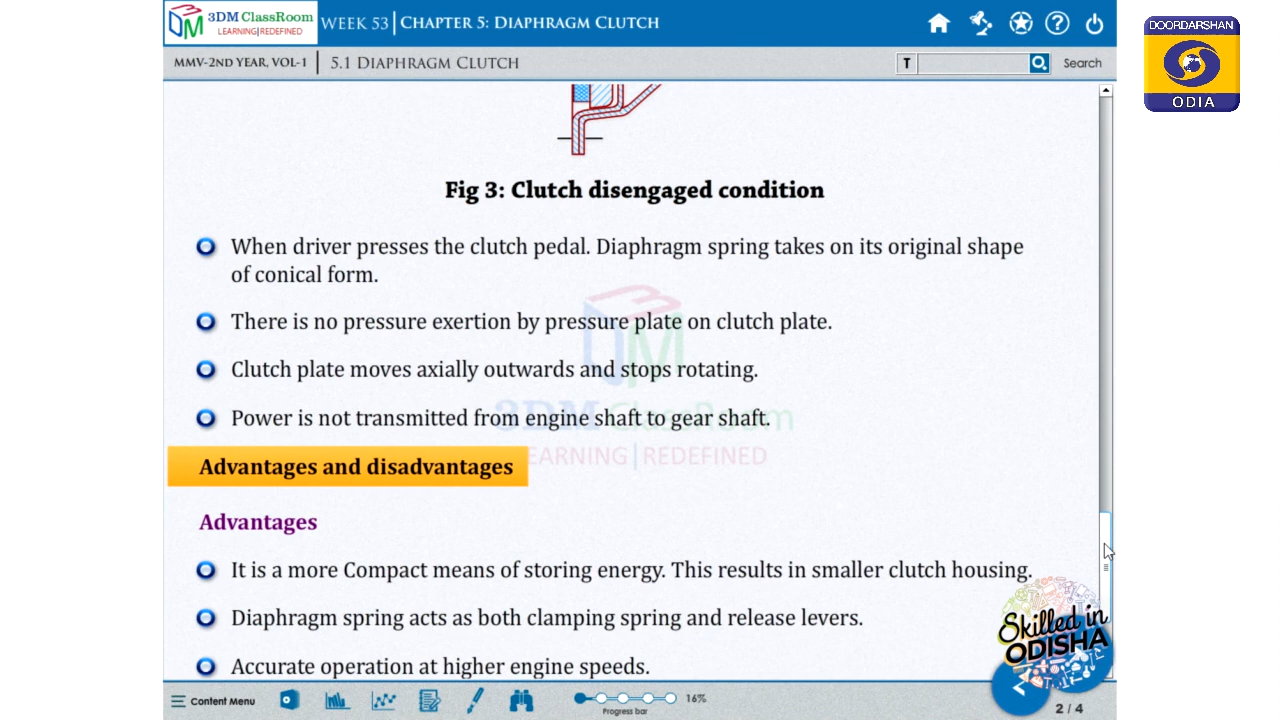 3DM ClassRoom
LEARNING|REDEFINED
WEEK 53 | CHAPTER 5: DIAPHRAGM CLUTCH
DOORDARSHAN
ODIA
MMV-2ND YEAR, VOL-1 | 5.1 DIAPHRAGM CLUTCH
T
Search
Fig 3: Clutch disengaged condition
When driver presses the clutch pedal. Diaphragm spring takes on its original shape
of conical form.
There is no pressure exertion by pressure plate on clutch plate.
Clutch plate moves axially outwards and stops rotating.
Power is not transmitted from engine shaft to gear shaft.
3DM ClassRoom
LEARNING|REDEFINED
Advantages and disadvantages
Advantages
It is a more Compact means of storing energy. This results in smaller clutch housing.
Diaphragm spring acts as both clamping spring and release levers.
Accurate operation at higher engine speeds.
Skilled in
ODISHA
Content Menu
Progress bar
16%
2 / 4